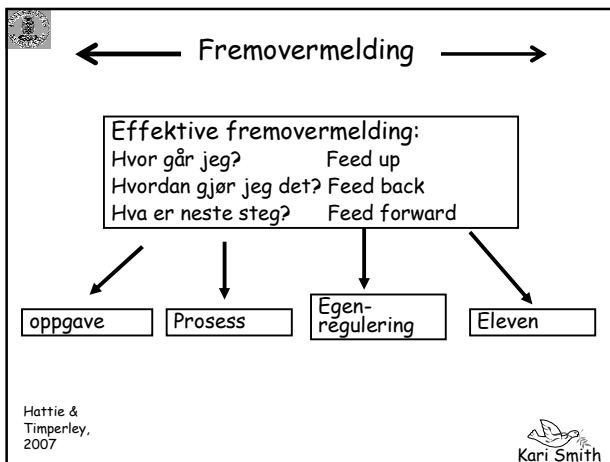 Fremovermelding
Effektive fremovermelding:
Hvor går jeg? Feed up
Hvordan gjør jeg det? Feed back
Hva er neste steg? Feed forward
oppgave
Prosess
Egen-
regulering
Eleven
Hattie &
Timperley,
2007
Kari Smith